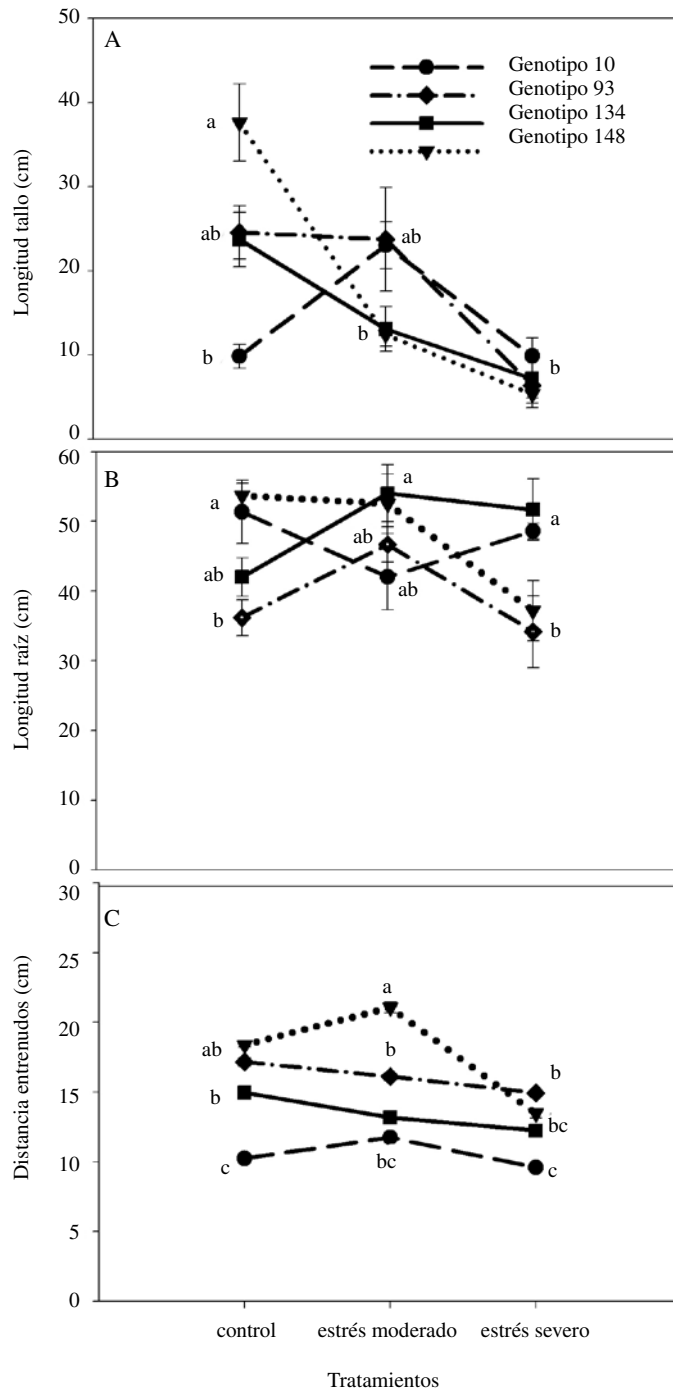 50
A
Genotipo 10
Genotipo 93
Genotipo 134
Genotipo 148
40
a
30
ab
ab
20
b
10
b
b
0
Longitud tallo (cm)
60
B
a
a
50
a
ab
ab
ab
40
b
b
30
20
10
0
Longitud raíz (cm)
30
C
25
a
20
ab
b
b
15
b
bc
10
c
bc
c
5
0
Distancia entrenudos (cm)
control estrés moderado estrés severo
Tratamientos